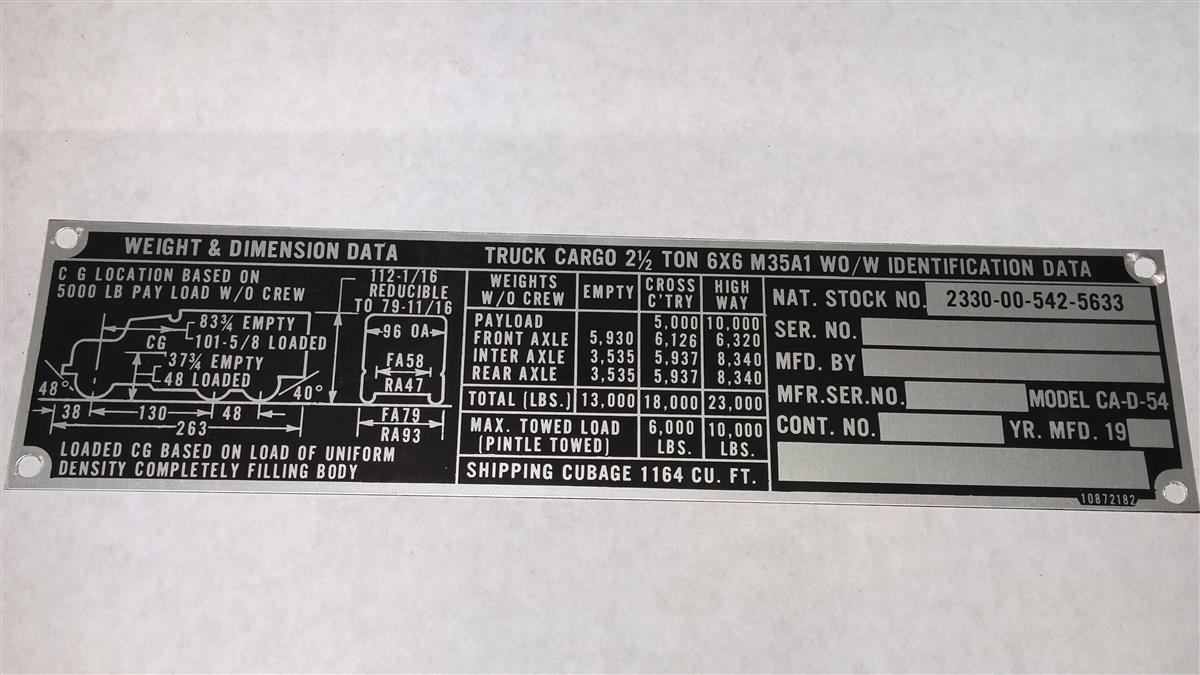 WEIGHT & DIMENSION DATA
TRUCK CARGO 2½ TON 6X6 M35A1 WO/W IDENTIFICATION DATA
C G LOCATION BASED ON
5000 LB PAY LOAD W/O CREW
112-1/16
REDUCIBLE
TO 79-11/16
83¾ EMPTY
CG 101-5/8 LOADED
37¾ EMPTY
48 LOADED
48°
40°
38 130 48
263
96 OA
FA58
RA47
FA79
RA93
LOADED CG BASED ON LOAD OF UNIFORM
DENSITY COMPLETELY FILLING BODY
WEIGHTS W/O CREW EMPTY CROSS C'TRY HIGH WAY
PAYLOAD 5,000 10,000
FRONT AXLE 5,930 6,126 6,320
INTER AXLE 3,535 5,937 8,340
REAR AXLE 3,535 5,937 8,340
TOTAL (LBS.) 13,000 18,000 23,000
MAX. TOWED LOAD 6,000 10,000
(PINTLE TOWED) LBS. LBS.
SHIPPING CUBAGE 1164 CU. FT.
NAT. STOCK NO. 2330-00-542-5633
SER. NO.
MFD. BY
MFR.SER.NO. MODEL CA-D-54
CONT. NO. YR. MFD. 19
10872182